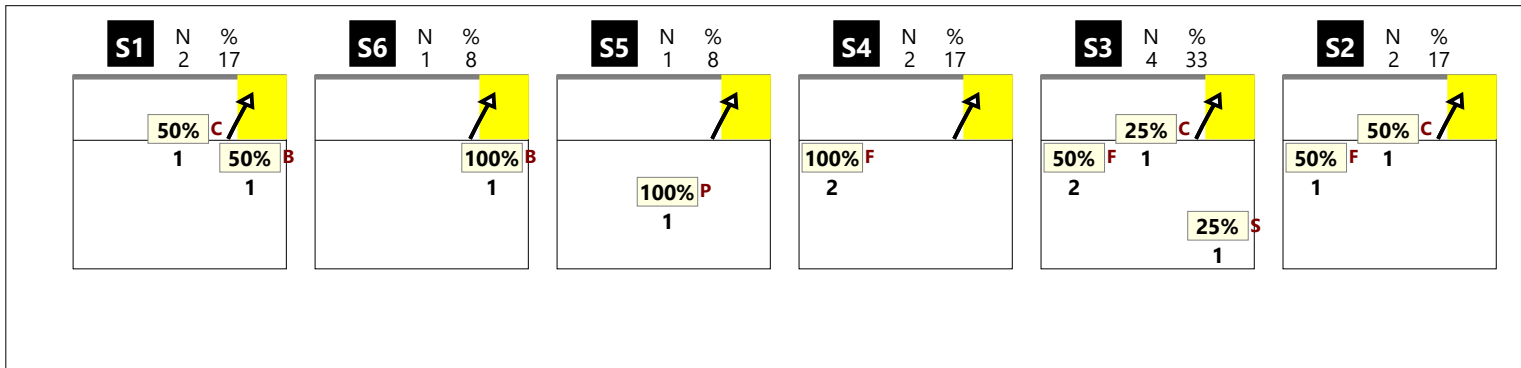 S1 N % 2 17
50% C
1
50% B
1
S6 N % 1 8
100% B
1
S5 N % 1 8
100% P
1
S4 N % 2 17
100% F
2
S3 N % 4 33
25% C
1
50% F
2
25% S
1
S2 N % 2 17
50% C
1
50% F
1